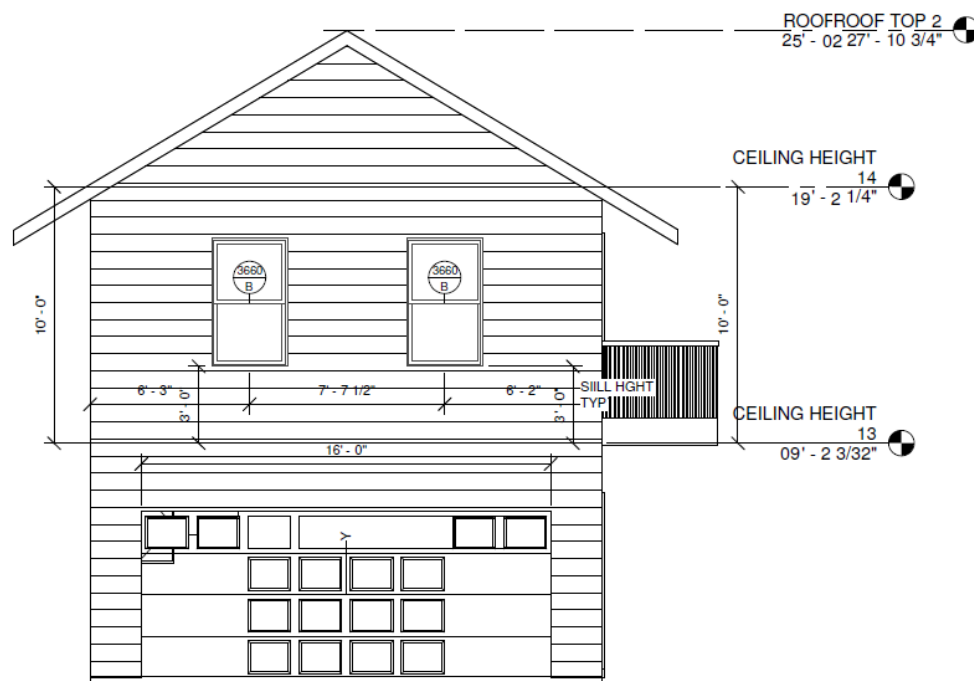 ROOFROOF TOP 2
25' - 02 27' - 10 3/4"
CEILING HEIGHT
14
19' - 2 1/4"
3660
B
3660
B
10' - 0"
10' - 0"
6' - 3"
7' - 7 1/2"
6' - 2"
SIILL HGHT
TYP
3' - 0"
3' - 0"
CEILING HEIGHT
13
09' - 2 3/32"
16' - 0"
Y